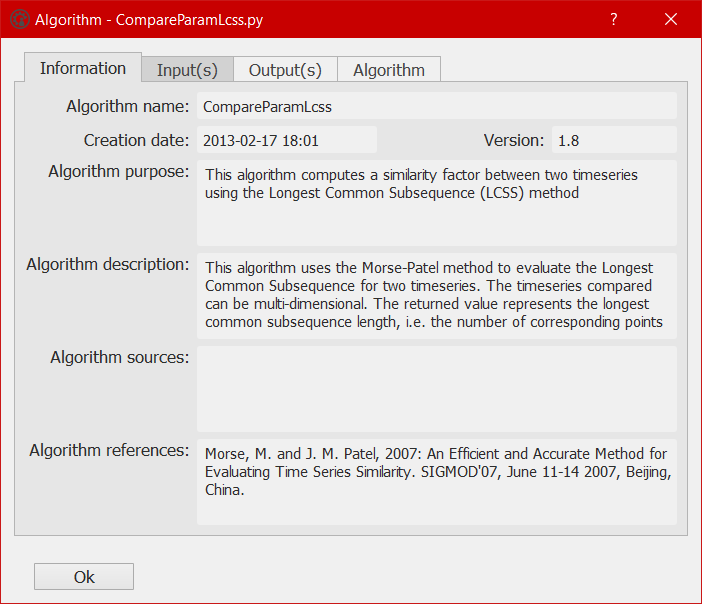 Algorithm - CompareParamLcss.py
?
Information Input(s) Output(s) Algorithm
Algorithm name: CompareParamLcss
Creation date: 2013-02-17 18:01 Version: 1.8
Algorithm purpose: This algorithm computes a similarity factor between two timeseries
using the Longest Common Subsequence (LCSS) method
Algorithm description: This algorithm uses the Morse-Patel method to evaluate the Longest
Common Subsequence for two timeseries. The timeseries compared
can be multi-dimensional. The returned value represents the longest
common subsequence length, i.e. the number of corresponding points
Algorithm sources:
Algorithm references: Morse, M. and J. M. Patel, 2007: An Efficient and Accurate Method for
Evaluating Time Series Similarity. SIGMOD'07, June 11-14 2007, Beijing,
China.
Ok